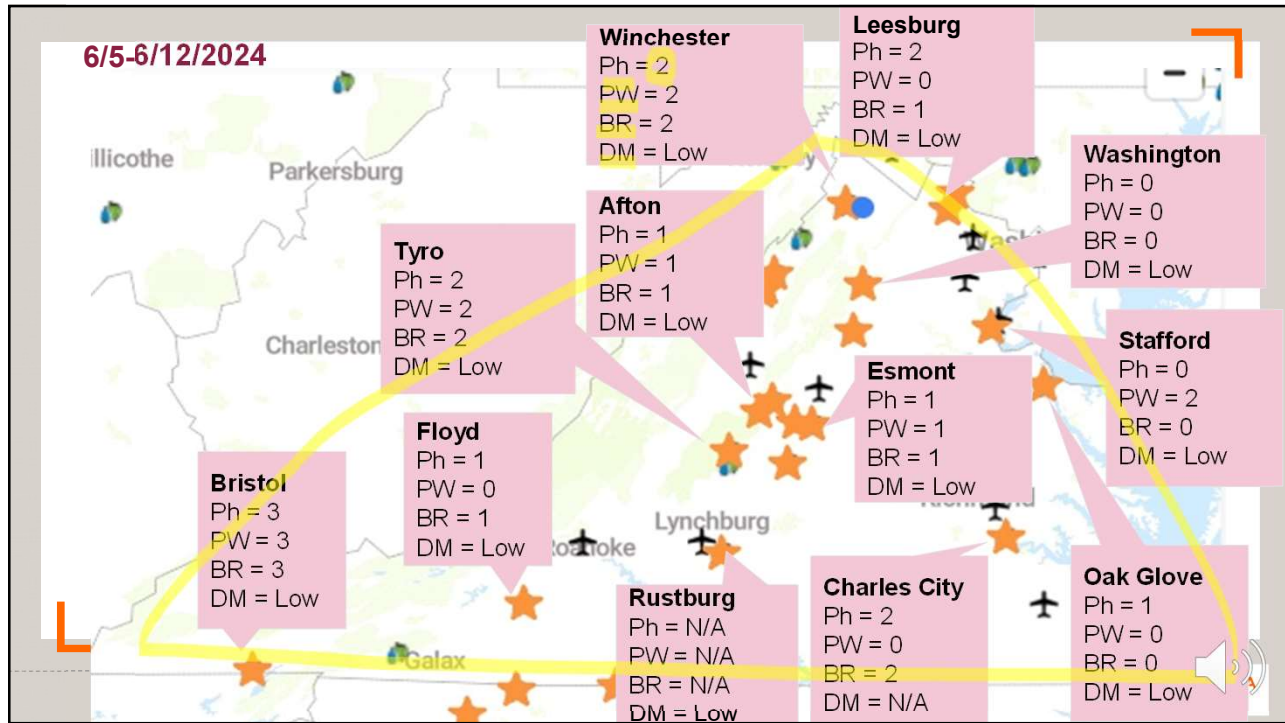 6/5-6/12/2024
Winchester
Ph = 2
PW = 2
BR = 2
DM = Low
Leesburg
Ph = 2
PW = 0
BR = 1
DM = Low
Washington
Ph = 0
PW = 0
BR = 0
DM = Low
Afton
Ph = 1
PW = 1
BR = 1
DM = Low
Tyro
Ph = 2
PW = 2
BR = 2
DM = Low
Stafford
Ph = 0
PW = 2
BR = 0
DM = Low
Esmont
Ph = 1
PW = 1
BR = 1
DM = Low
Floyd
Ph = 1
PW = 0
BR = 1
DM = Low
Bristol
Ph = 3
PW = 3
BR = 3
DM = Low
Rustburg
Ph = N/A
PW = N/A
BR = N/A
DM = Low
Charles City
Ph = 2
PW = 0
BR = 2
DM = N/A
Oak Glove
Ph = 1
PW = 0
BR = 0
DM = Low
llicothe
Parkersburg
Charleston
Washi
Lynchburg
Roanoke
Galax